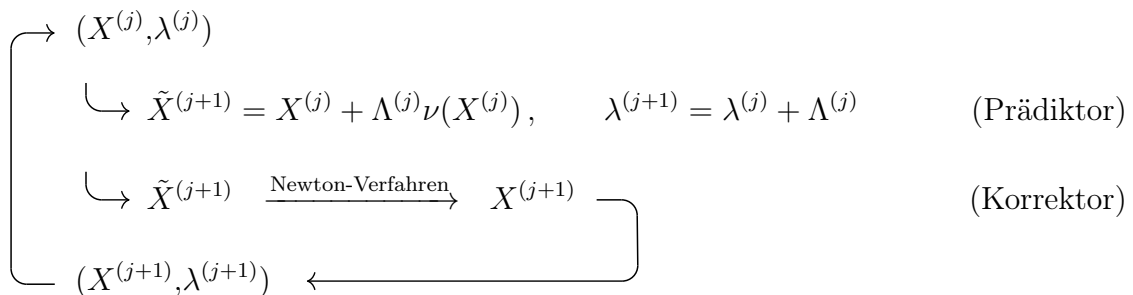 (X^{(j)},λ^{(j)})
X̃^{(j+1)} = X^{(j)} + Λ^{(j)}ν(X^{(j)}) , λ^{(j+1)} = λ^{(j)} + Λ^{(j)} (Prädiktor)
X̃^{(j+1)} Newton-Verfahren X^{(j+1)} (Korrektor)
(X^{(j+1)},λ^{(j+1)})